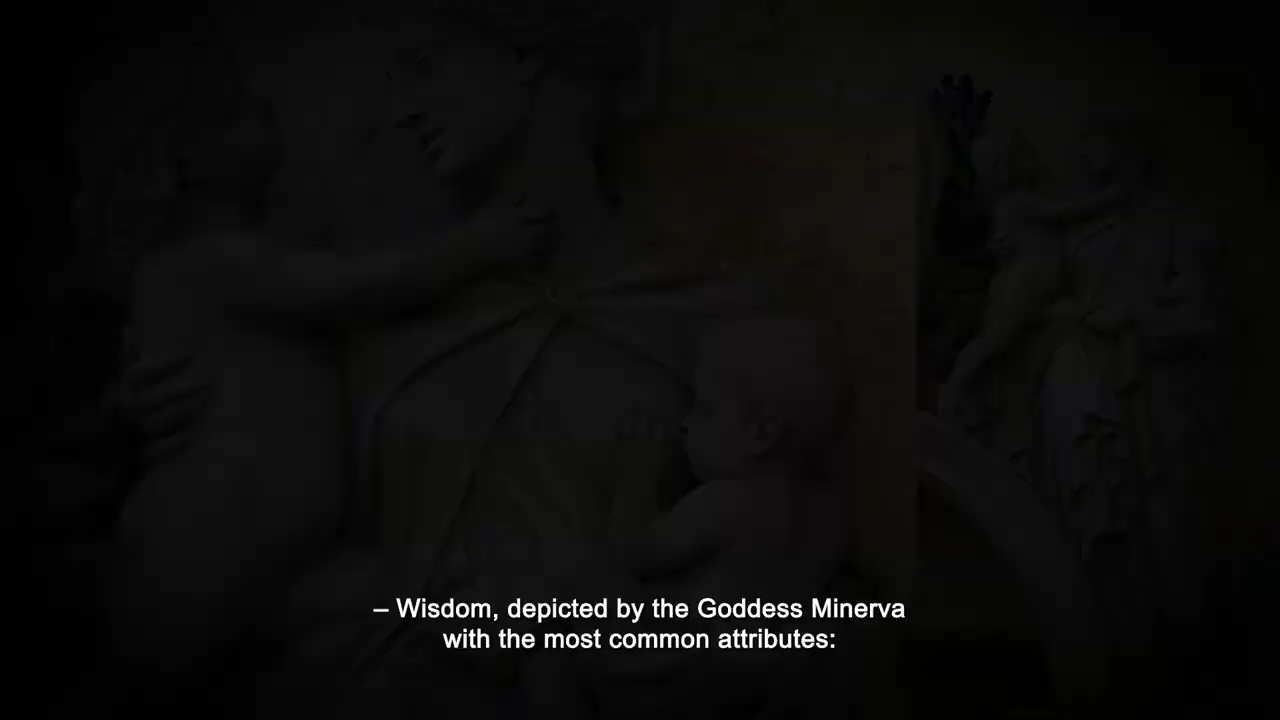 – Wisdom, depicted by the Goddess Minerva
with the most common attributes: